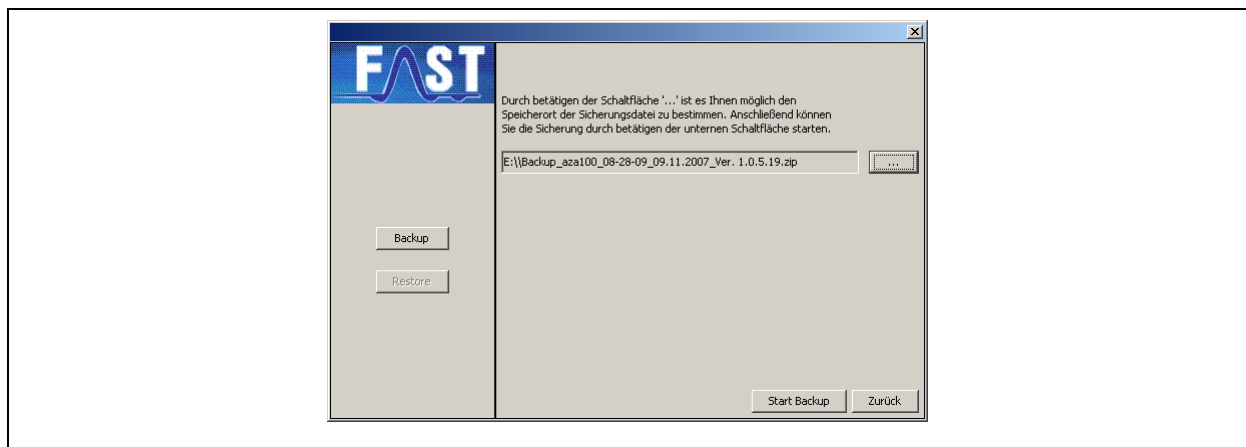 FAST
Durch betätigen der Schaltfläche '...' ist es Ihnen möglich den
Speicherort der Sicherungsdatei zu bestimmen. Anschließend können
Sie die Sicherung durch betätigen der unternen Schaltfläche starten.
E:\\Backup_aza100_08-28-09_09.11.2007_Ver. 1.0.5.19.zip
...
Backup
Restore
Start Backup
Zurück